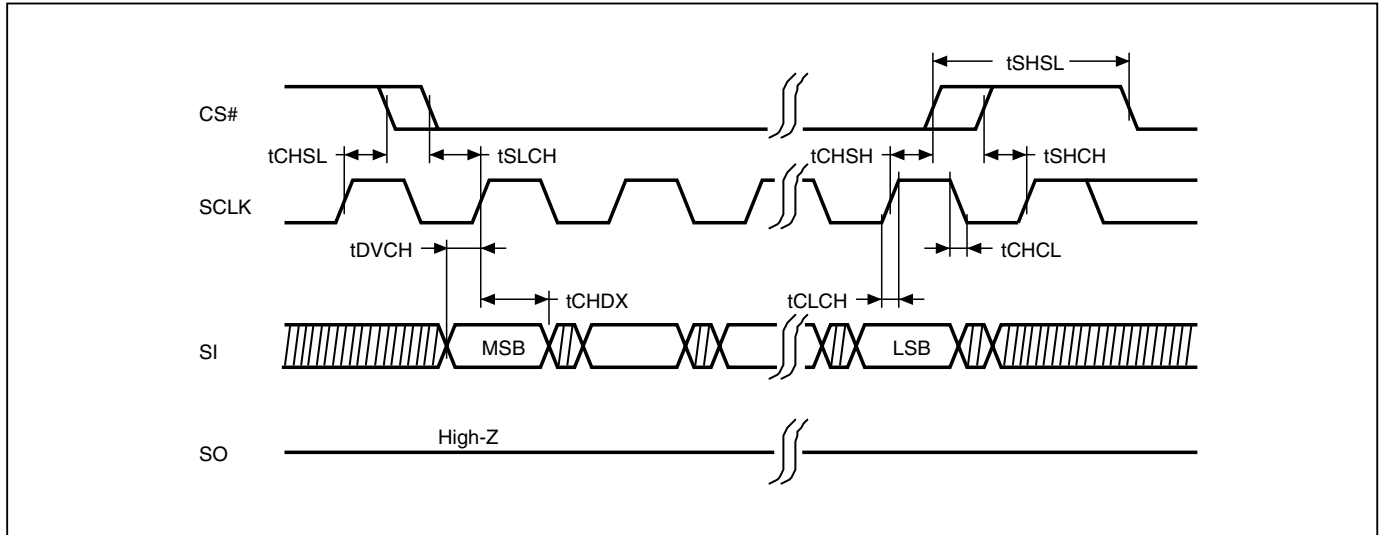 tSHSL
CS#
tCHSL
tSLCH
tCHSH
tSHCH
SCLK
tDVCH
tCHCL
tCHDX
tCLCH
SI
MSB
LSB
High-Z
SO